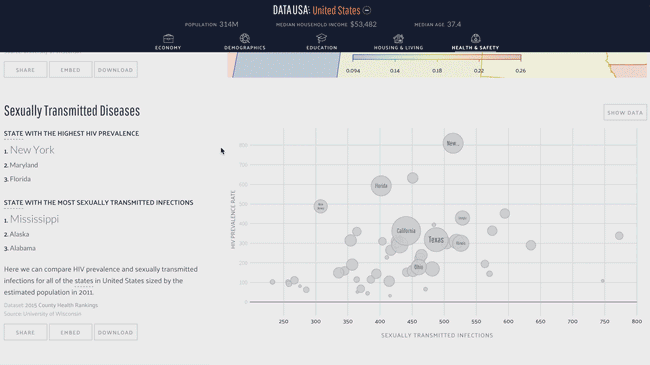 DATA USA: United States
POPULATION 314M
MEDIAN HOUSEHOLD INCOME $53,482
MEDIAN AGE 37.4
ECONOMY
DEMOGRAPHICS
EDUCATION
HOUSING & LIVING
HEALTH & SAFETY
SHARE
EMBED
DOWNLOAD
0.094 0.14 0.18 0.22 0.26
Sexually Transmitted Diseases
SHOW DATA
STATE WITH THE HIGHEST HIV PREVALENCE
1. New York
2. Maryland
3. Florida
STATE WITH THE MOST SEXUALLY TRANSMITTED INFECTIONS
1. Mississippi
2. Alaska
3. Alabama
Here we can compare HIV prevalence and sexually transmitted
infections for all of the states in United States sized by the
estimated population in 2011.
Dataset: 2015 County Health Rankings
Source: University of Wisconsin
SHARE
EMBED
DOWNLOAD
HIV PREVALENCE RATE
800
700
600
500
400
300
200
100
0
New...
Florida
California
Texas
Illinois
Ohio
250 300 350 400 450 500 550 600 650 700 750 800
SEXUALLY TRANSMITTED INFECTIONS